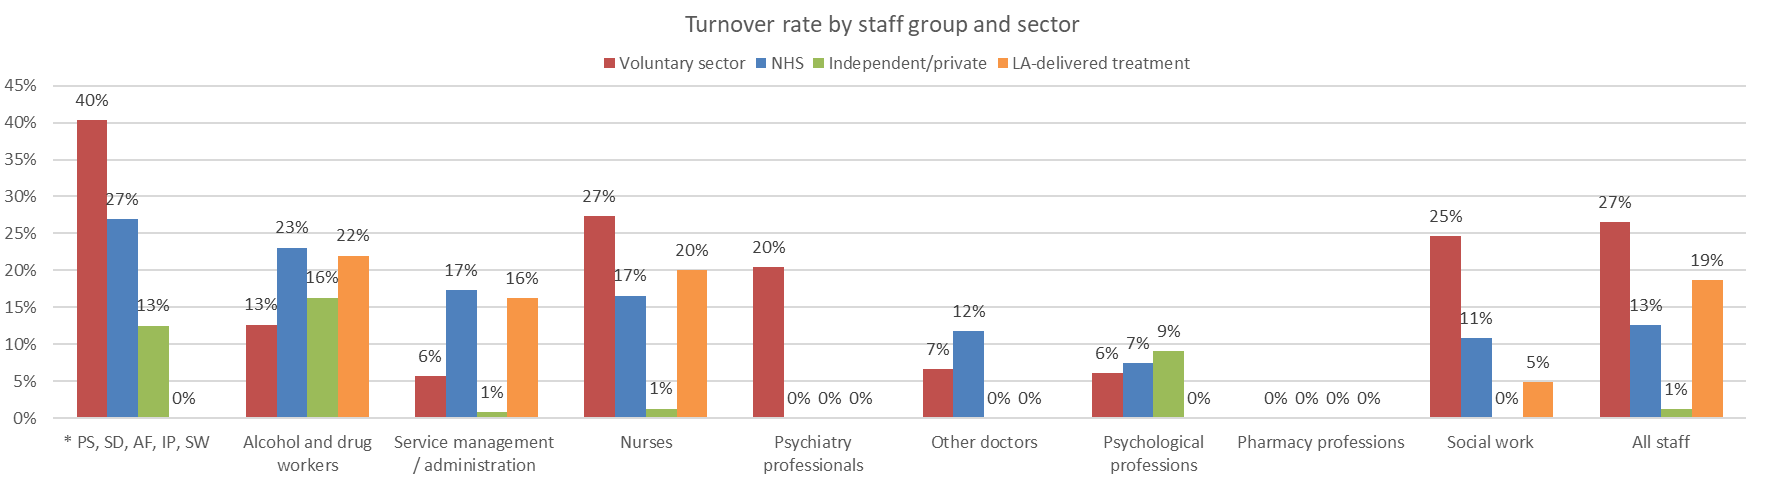 Turnover rate by staff group and sector
Voluntary sector NHS Independent/private LA-delivered treatment
45%
40%
35%
30%
25%
20%
15%
10%
5%
0%
40% 27% 13% 0%
13% 23% 16% 22%
6% 17% 1% 16%
27% 17% 1% 20%
20% 0% 0% 0%
7% 12% 0% 0%
6% 7% 9% 0%
0% 0% 0% 0%
25% 11% 0% 5%
27% 13% 1% 19%
* PS, SD, AF, IP, SW
Alcohol and drug
workers
Service management
/ administration
Nurses
Psychiatry
professionals
Other doctors
Psychological
professions
Pharmacy professions
Social work
All staff